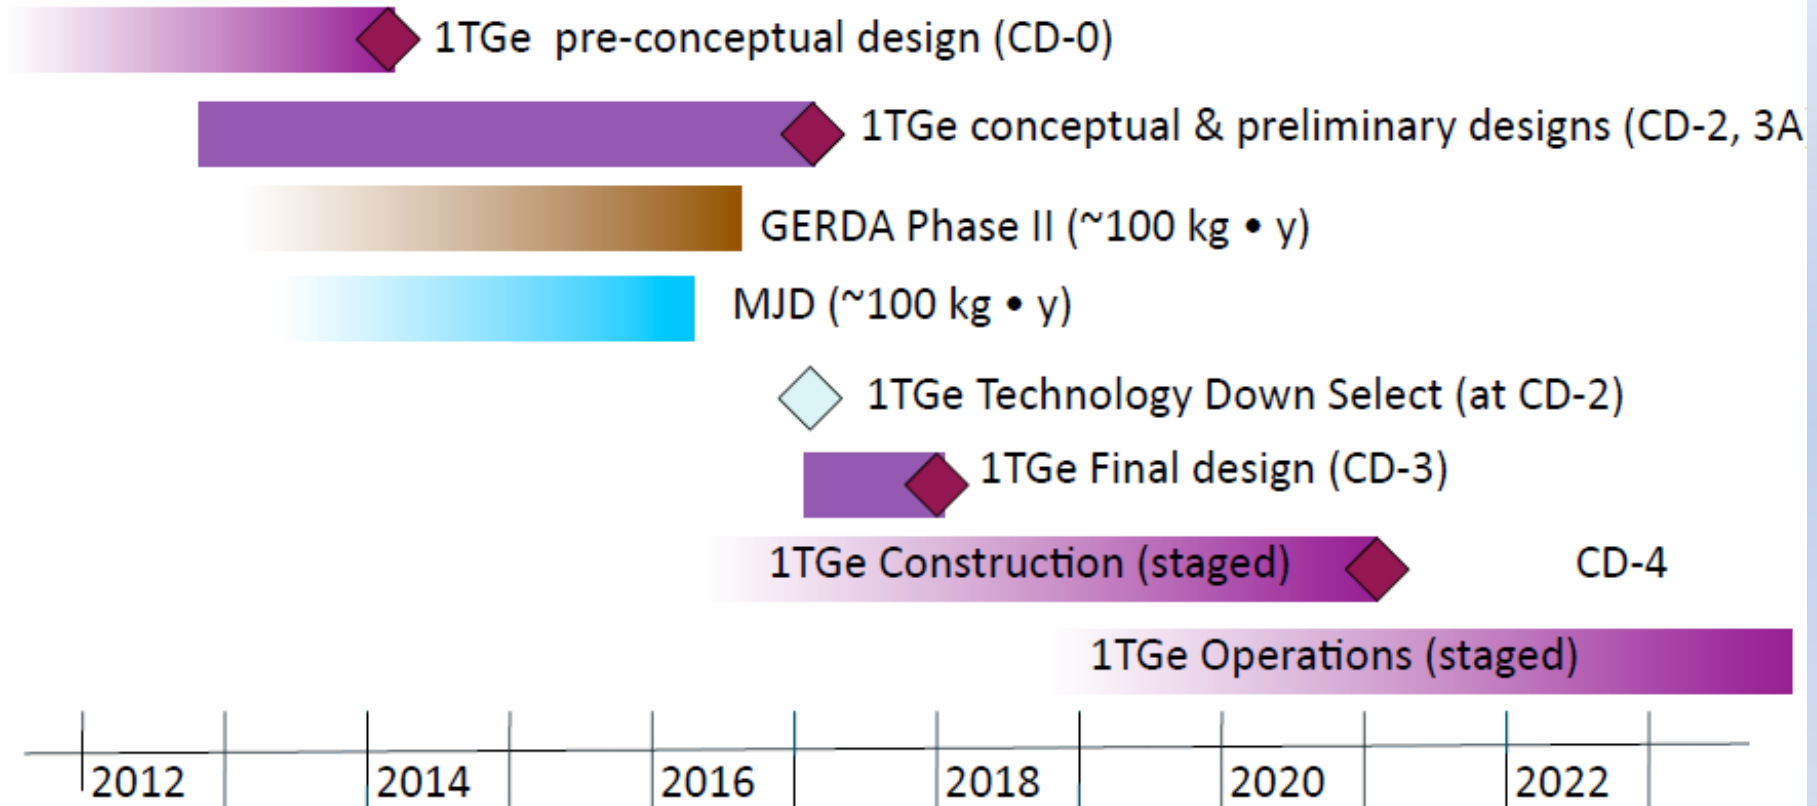 1TGe  pre-conceptual design (CD-0)
1TGe conceptual & preliminary designs (CD-2, 3A)
GERDA Phase II (~100 kg • y)
MJD (~100 kg • y)
1TGe Technology Down Select (at CD-2)
1TGe Final design (CD-3)
1TGe Construction (staged) CD-4
1TGe Operations (staged)
2012 2014 2016 2018 2020 2022